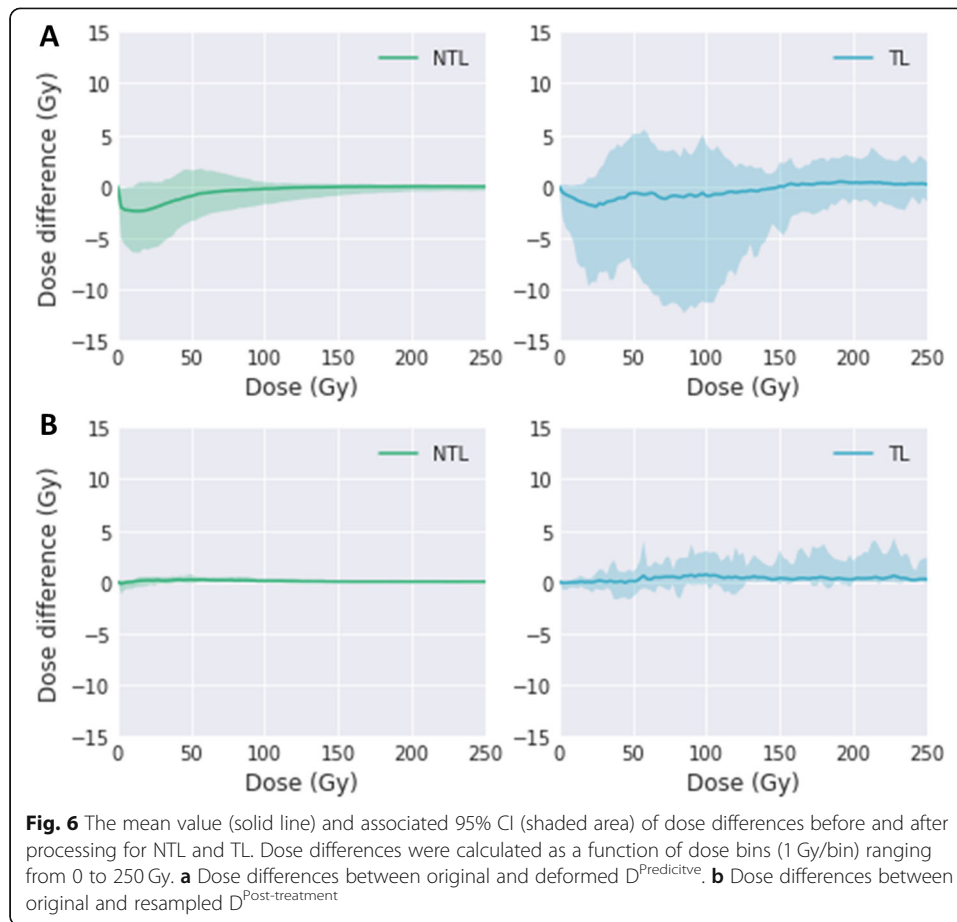 A
15
10
5
0
−5
−10
−15
Dose difference (Gy)
NTL
0 50 100 150 200 250
Dose (Gy)
15
10
5
0
−5
−10
−15
TL
0 50 100 150 200 250
Dose (Gy)
B
15
10
5
0
−5
−10
−15
Dose difference (Gy)
NTL
0 50 100 150 200 250
Dose (Gy)
15
10
5
0
−5
−10
−15
TL
0 50 100 150 200 250
Dose (Gy)
Fig. 6 The mean value (solid line) and associated 95% CI (shaded area) of dose differences before and after
processing for NTL and TL. Dose differences were calculated as a function of dose bins (1 Gy/bin) ranging
from 0 to 250 Gy. a Dose differences between original and deformed D^Predicitve. b Dose differences between
original and resampled D^Post-treatment